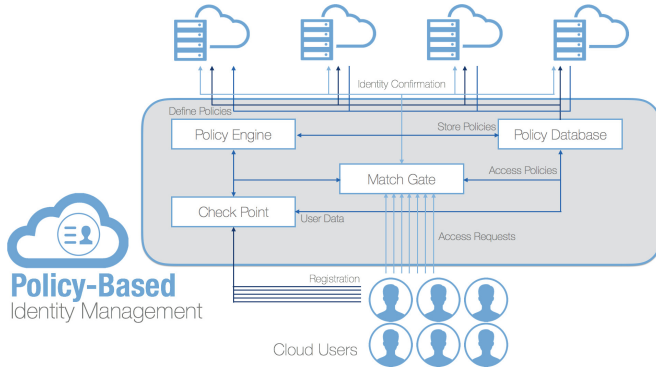 Identity Confirmation
Define Policies
Policy Engine
Store Policies
Policy Database
Match Gate
Access Policies
Check Point
User Data
Access Requests
Policy-Based
Identity Management
Registration
Cloud Users